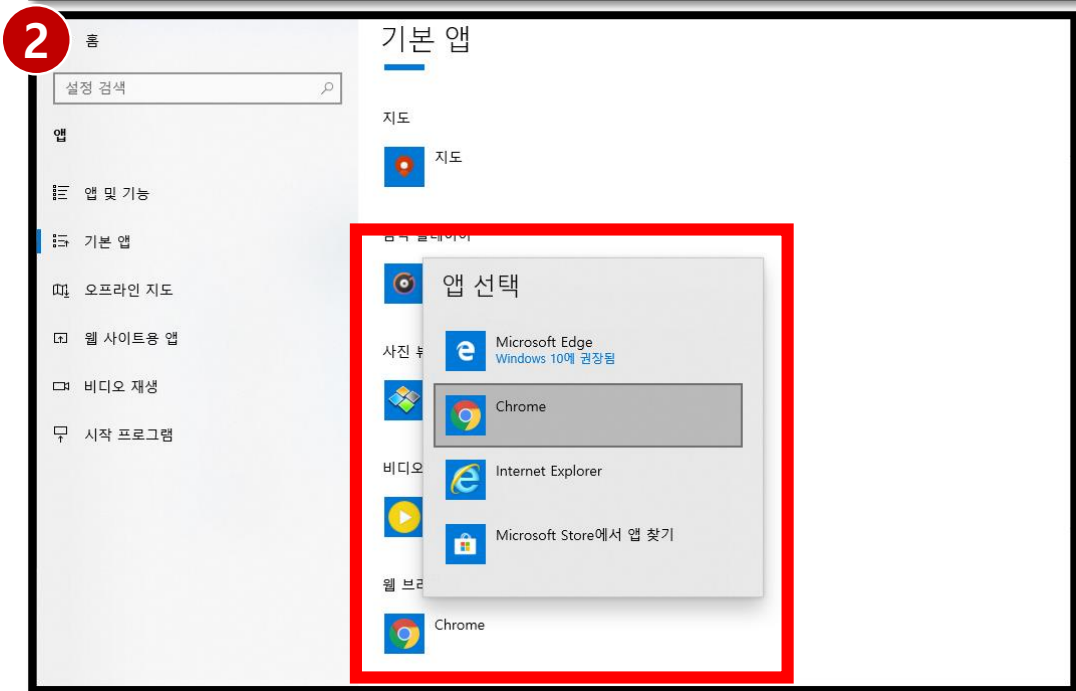 2
홈
설정 검색
앱
앱 및 기능
기본 앱
오프라인 지도
웹 사이트용 앱
비디오 재생
시작 프로그램
기본 앱
지도
지도
앱 선택
Microsoft Edge
Windows 10에 권장됨
Chrome
Internet Explorer
Microsoft Store에서 앱 찾기
사진
비디오
웹
Chrome